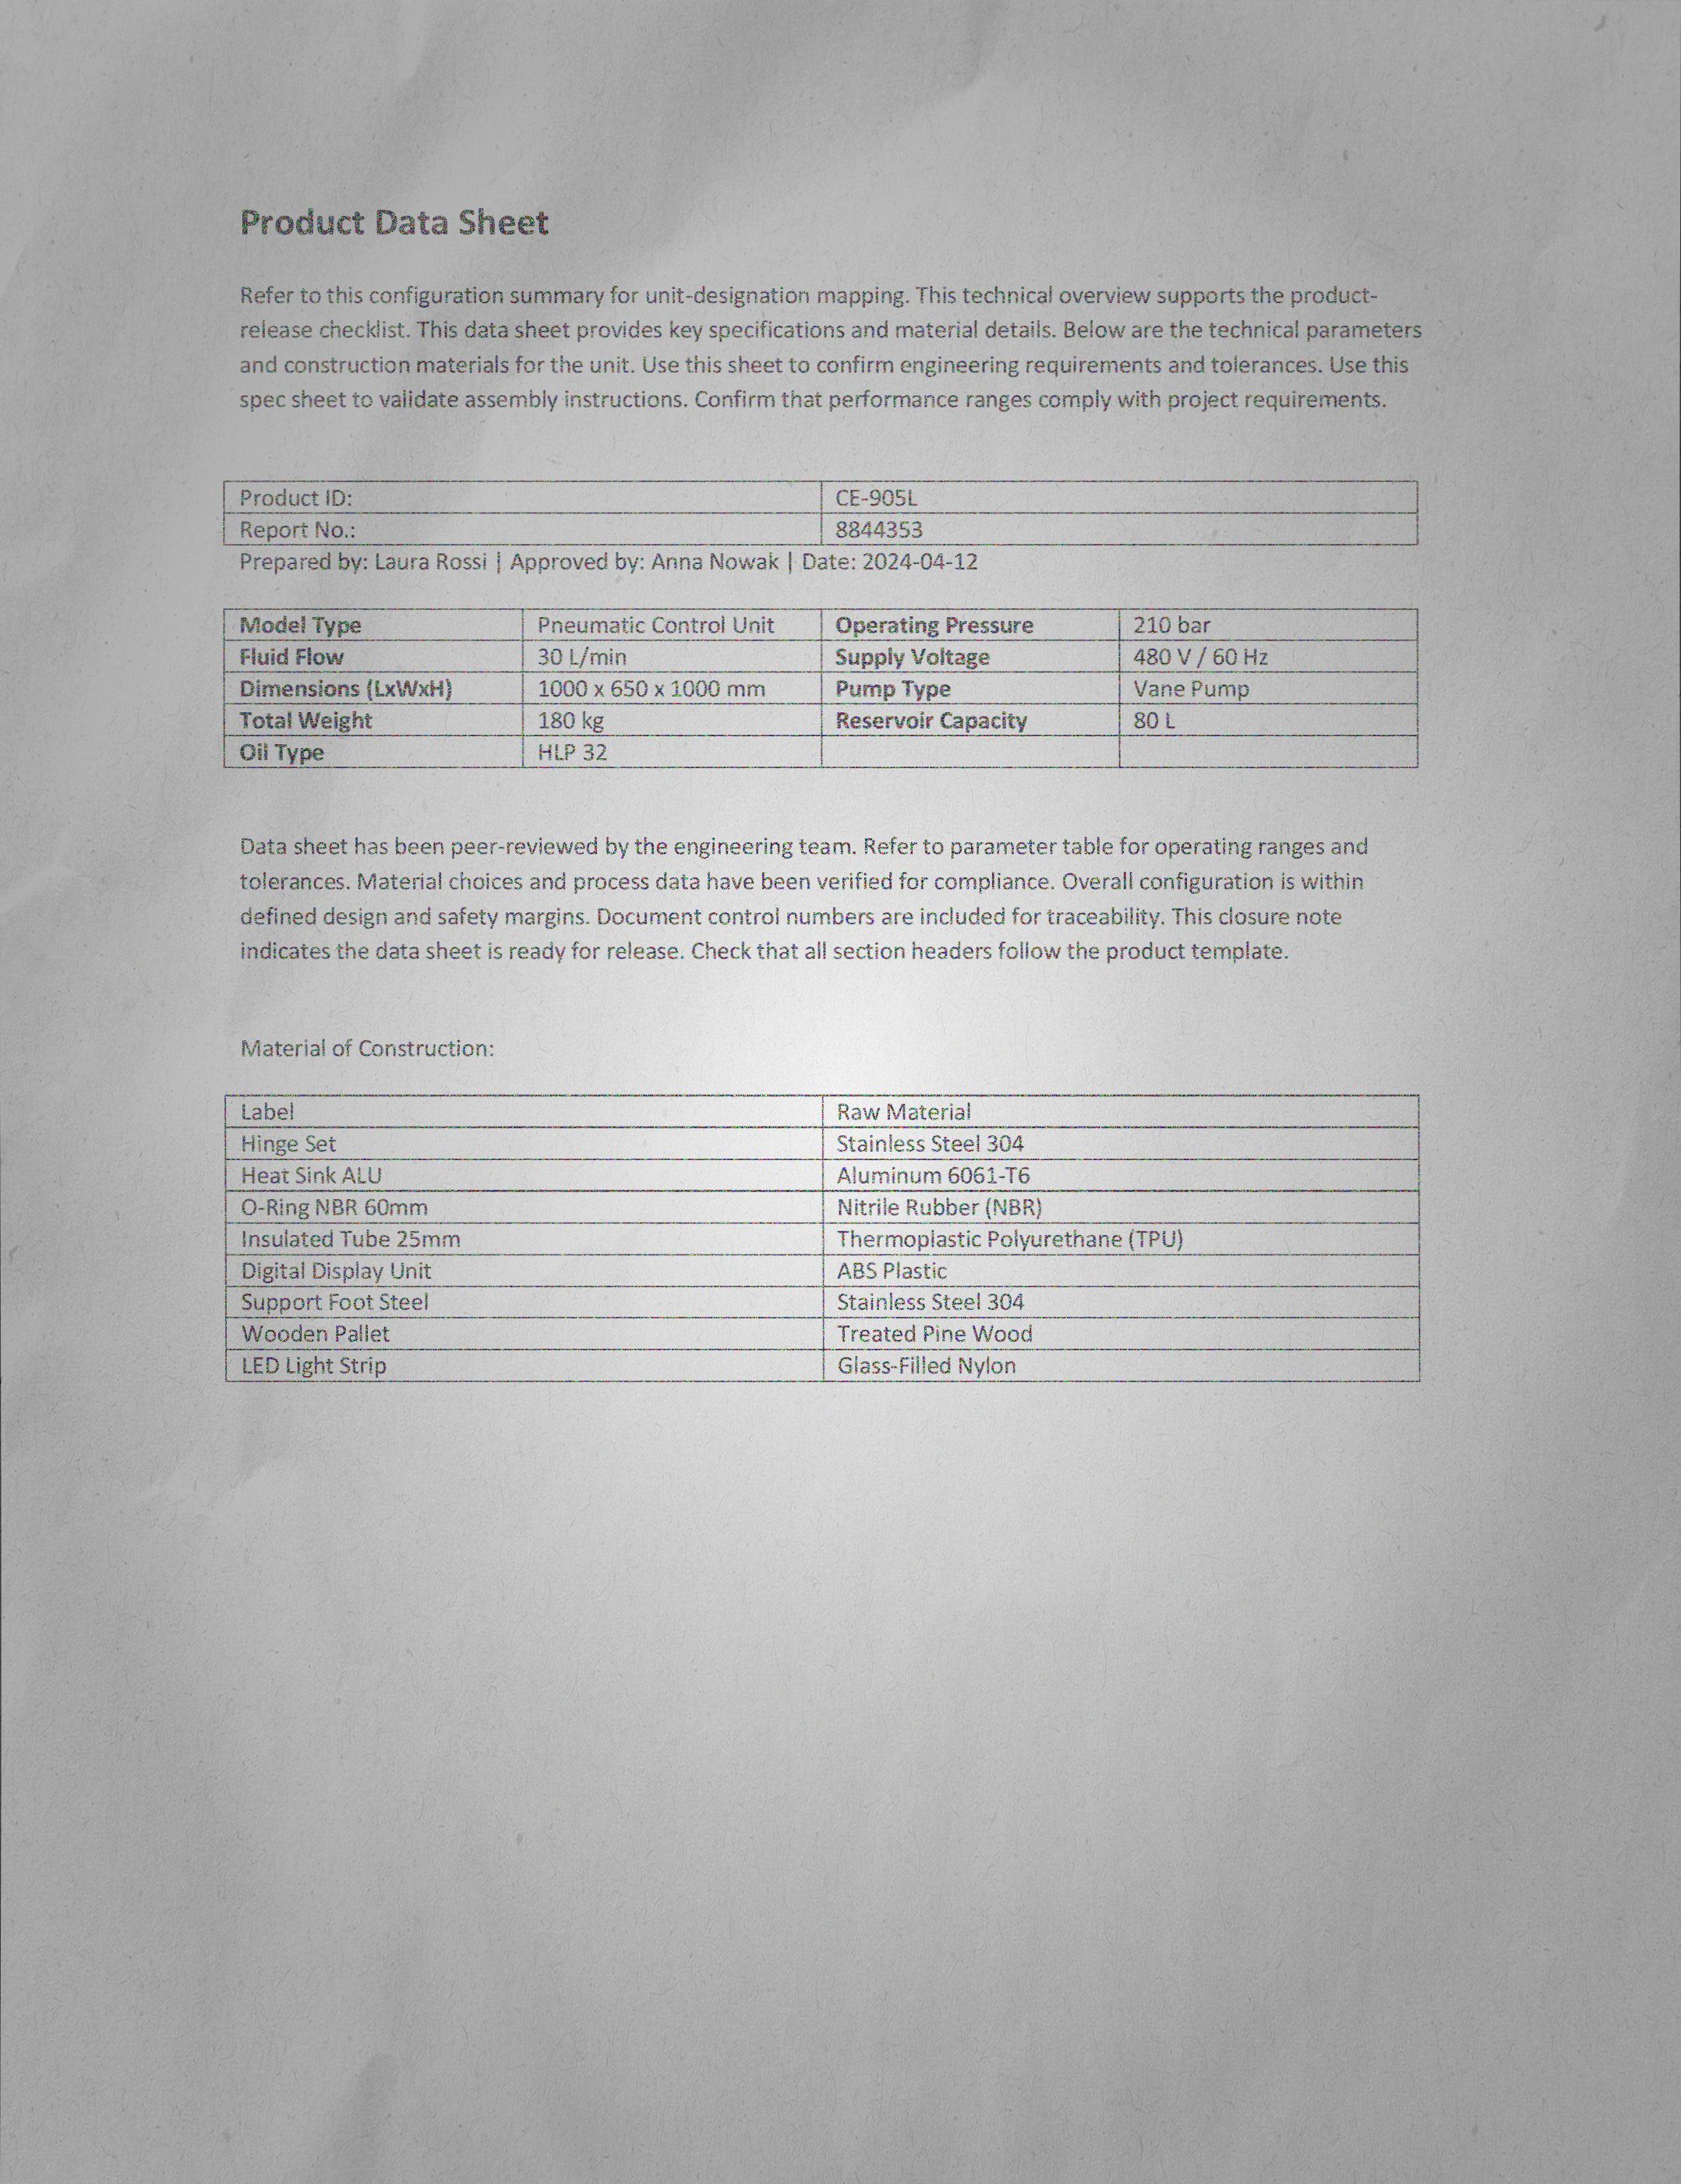 Product Data Sheet
Refer to this configuration summary for unit-designation mapping. This technical overview supports the product-
release checklist. This data sheet provides key specifications and material details. Below are the technical parameters
and construction materials for the unit. Use this sheet to confirm engineering requirements and tolerances. Use this
spec sheet to validate assembly instructions. Confirm that performance ranges comply with project requirements.
Product ID: CE-905L
Report No.: 8844353
Prepared by: Laura Rossi | Approved by: Anna Nowak | Date: 2024-04-12
Model Type Pneumatic Control Unit Operating Pressure 210 bar
Fluid Flow 30 L/min Supply Voltage 480 V / 60 Hz
Dimensions (LxWxH) 1000 x 650 x 1000 mm Pump Type Vane Pump
Total Weight 180 kg Reservoir Capacity 80 L
Oil Type HLP 32
Data sheet has been peer-reviewed by the engineering team. Refer to parameter table for operating ranges and
tolerances. Material choices and process data have been verified for compliance. Overall configuration is within
defined design and safety margins. Document control numbers are included for traceability. This closure note
indicates the data sheet is ready for release. Check that all section headers follow the product template.
Material of Construction:
Label Raw Material
Hinge Set Stainless Steel 304
Heat Sink ALU Aluminum 6061-T6
O-Ring NBR 60mm Nitrile Rubber (NBR)
Insulated Tube 25mm Thermoplastic Polyurethane (TPU)
Digital Display Unit ABS Plastic
Support Foot Steel Stainless Steel 304
Wooden Pallet Treated Pine Wood
LED Light Strip Glass-Filled Nylon